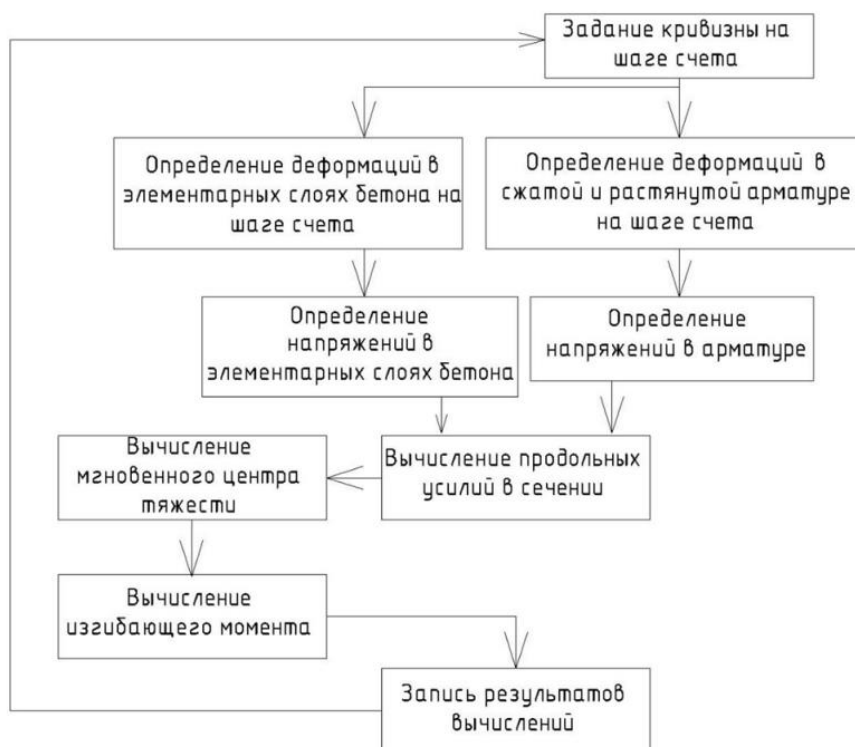 Задание кривизны на
шаге счета
Определение деформаций в
элементарных слоях бетона на
шаге счета
Определение деформаций в
сжатой и растянутой арматуре
на шаге счета
Определение
напряжений в
элементарных слоях бетона
Определение
напряжений в арматуре
Вычисление
мгновенного центра
тяжести
Вычисление продольных
усилий в сечении
Вычисление
изгибающего момента
Запись результатов
вычислений